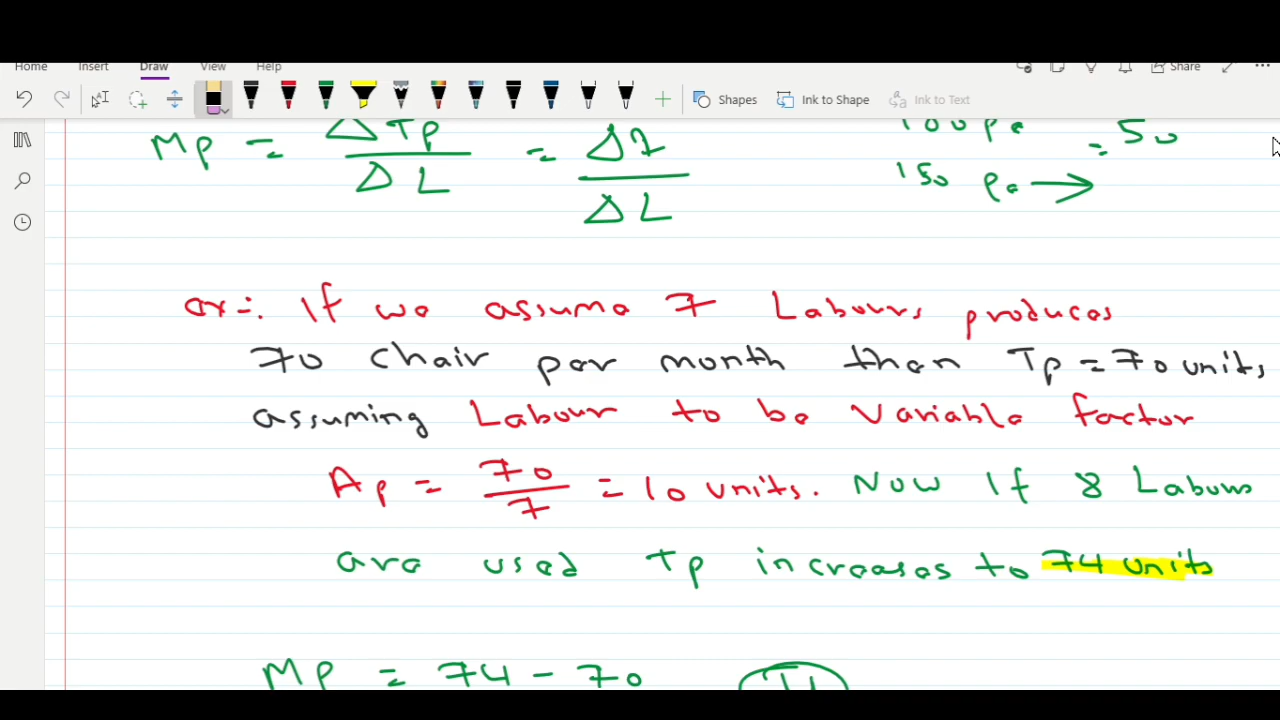 Home Insert Draw View Help Share
Shapes Ink to Shape Ink to Text
MP = ΔTP / ΔL = Δq / ΔL
100 Pe = 50
150 Pe →
ex:- If we assume 7 Labours produces
70 chair per month then TP = 70 units
assuming Labour to be variable factor
AP = 70 / 7 = 10 units. Now If 8 Labours
are used TP increases to 74 units
MP = 74 - 70